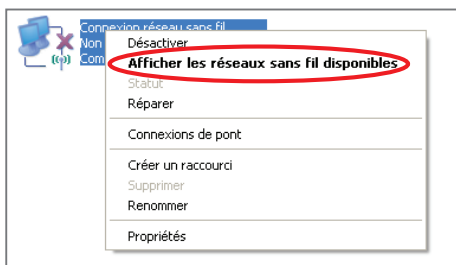 Connexion réseau sans fil
Non
Com
Désactiver
Afficher les réseaux sans fil disponibles
Statut
Réparer
Connexions de pont
Créer un raccourci
Supprimer
Renommer
Propriétés